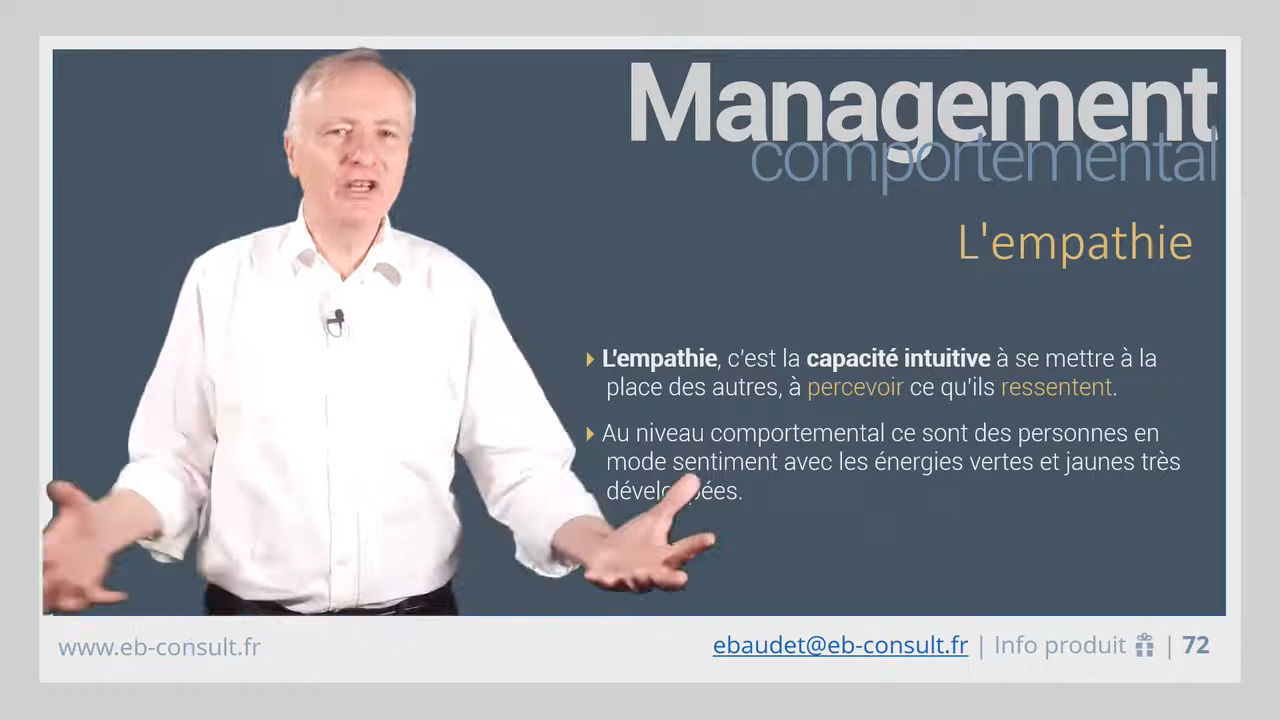 Management
comportemental
L'empathie
L'empathie, c'est la capacité intuitive à se mettre à la
place des autres, à percevoir ce qu'ils ressentent.
Au niveau comportemental ce sont des personnes en
mode sentiment avec les énergies vertes et jaunes très
développées.
www.eb-consult.fr
ebaudet@eb-consult.fr | Info produit | 72